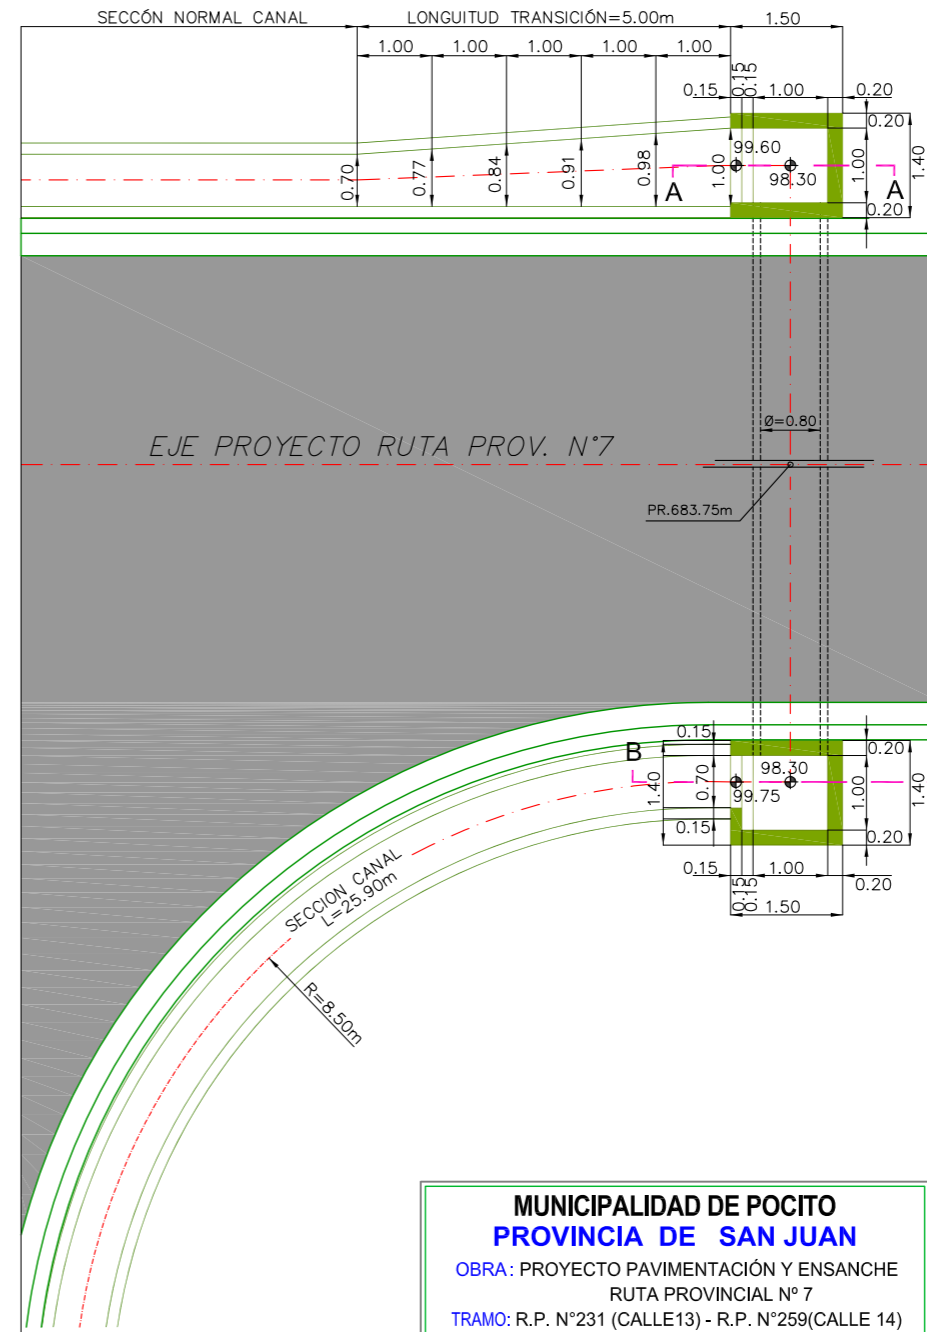 SECCÓN NORMAL CANAL
LONGUITUD TRANSICIÓN=5.00m
1.50
1.00 1.00 1.00 1.00 1.00
0.15 0.15 0.15 1.00 0.20
0.70 0.77 0.84 0.91 0.98 1.00
99.60
98.30
A A
0.20
1.00
0.20
1.40
EJE PROYECTO RUTA PROV. N°7
Ø=0.80
PR.683.75m
B
0.15
0.70
0.15
1.40
98.30
99.75
0.20
1.00
0.20
1.40
0.15 0.15 0.15 1.00 0.20
1.50
SECCION CANAL
L=25.90m
R=8.50m
MUNICIPALIDAD DE POCITO
PROVINCIA DE SAN JUAN
OBRA: PROYECTO PAVIMENTACIÓN Y ENSANCHE
RUTA PROVINCIAL Nº 7
TRAMO: R.P. N°231 (CALLE13) - R.P. N°259(CALLE 14)